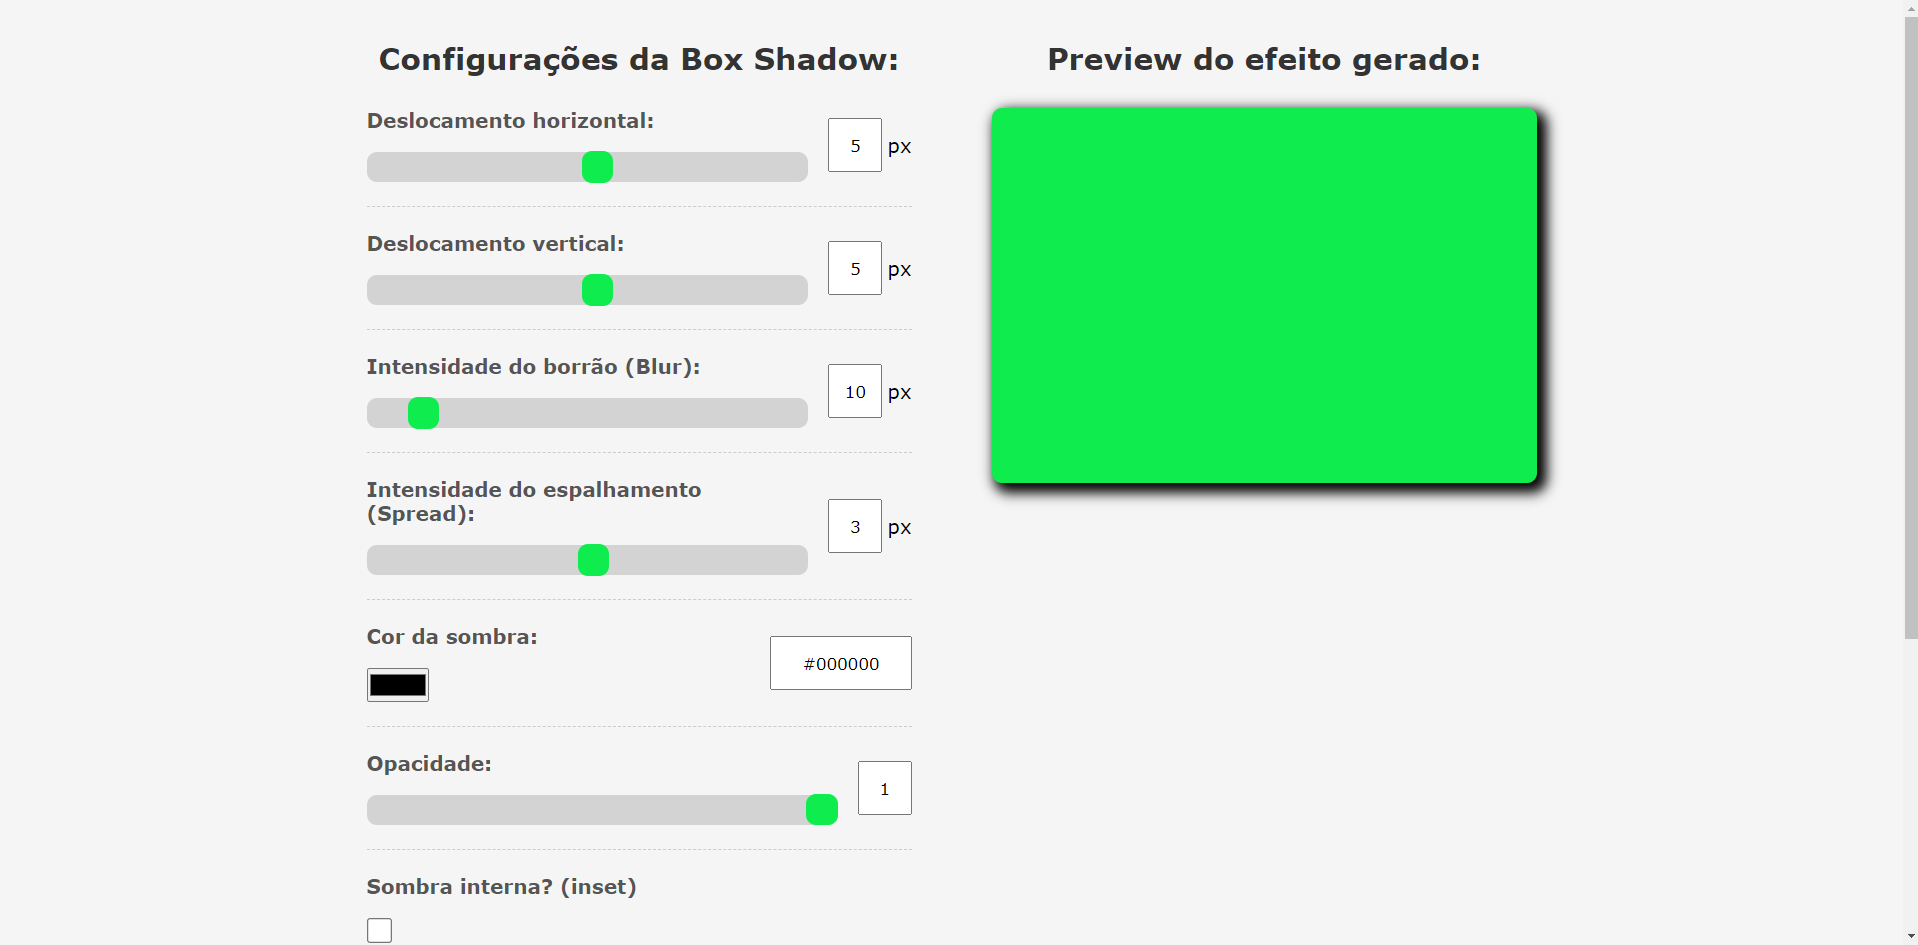 Configurações da Box Shadow:
Deslocamento horizontal:
5 px
Deslocamento vertical:
5 px
Intensidade do borrão (Blur):
10 px
Intensidade do espalhamento
(Spread):
3 px
Cor da sombra:
#000000
Opacidade:
1
Sombra interna? (inset)
Preview do efeito gerado: